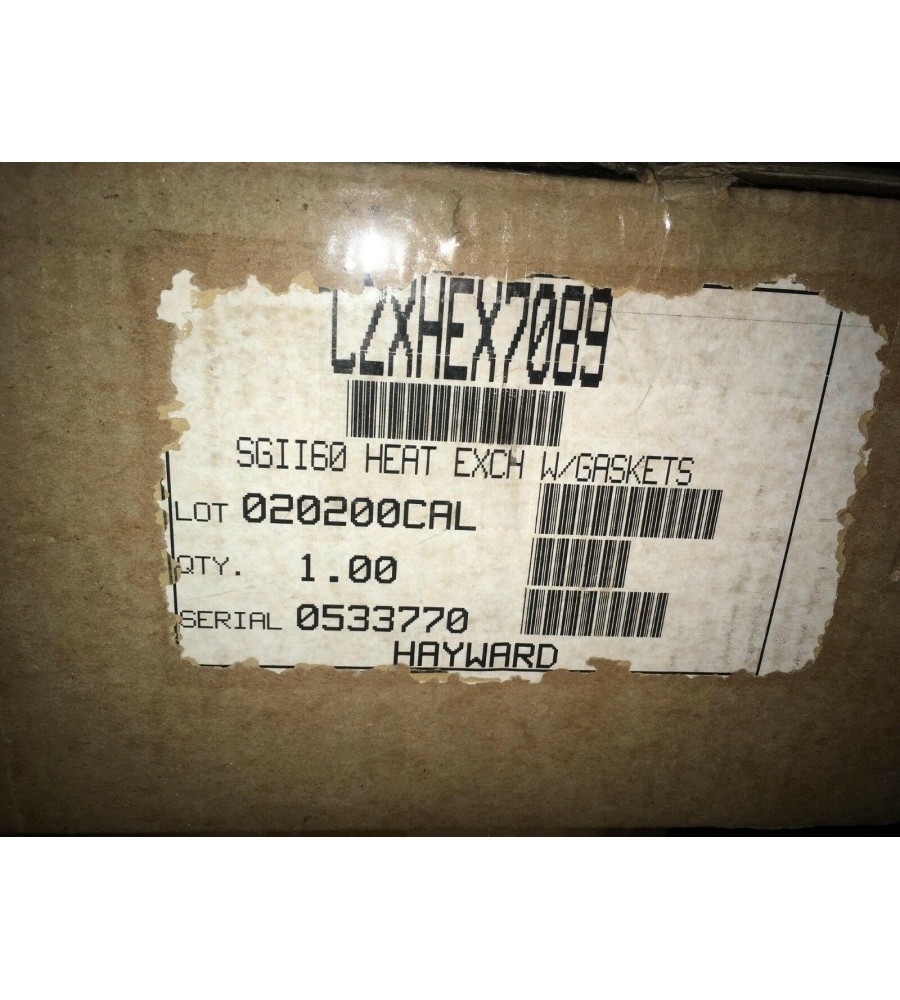 CZXHEX7089
SGII60 HEAT EXCH W/GASKETS
LOT 020200CAL
QTY. 1.00
SERIAL 0533770
HAYWARD